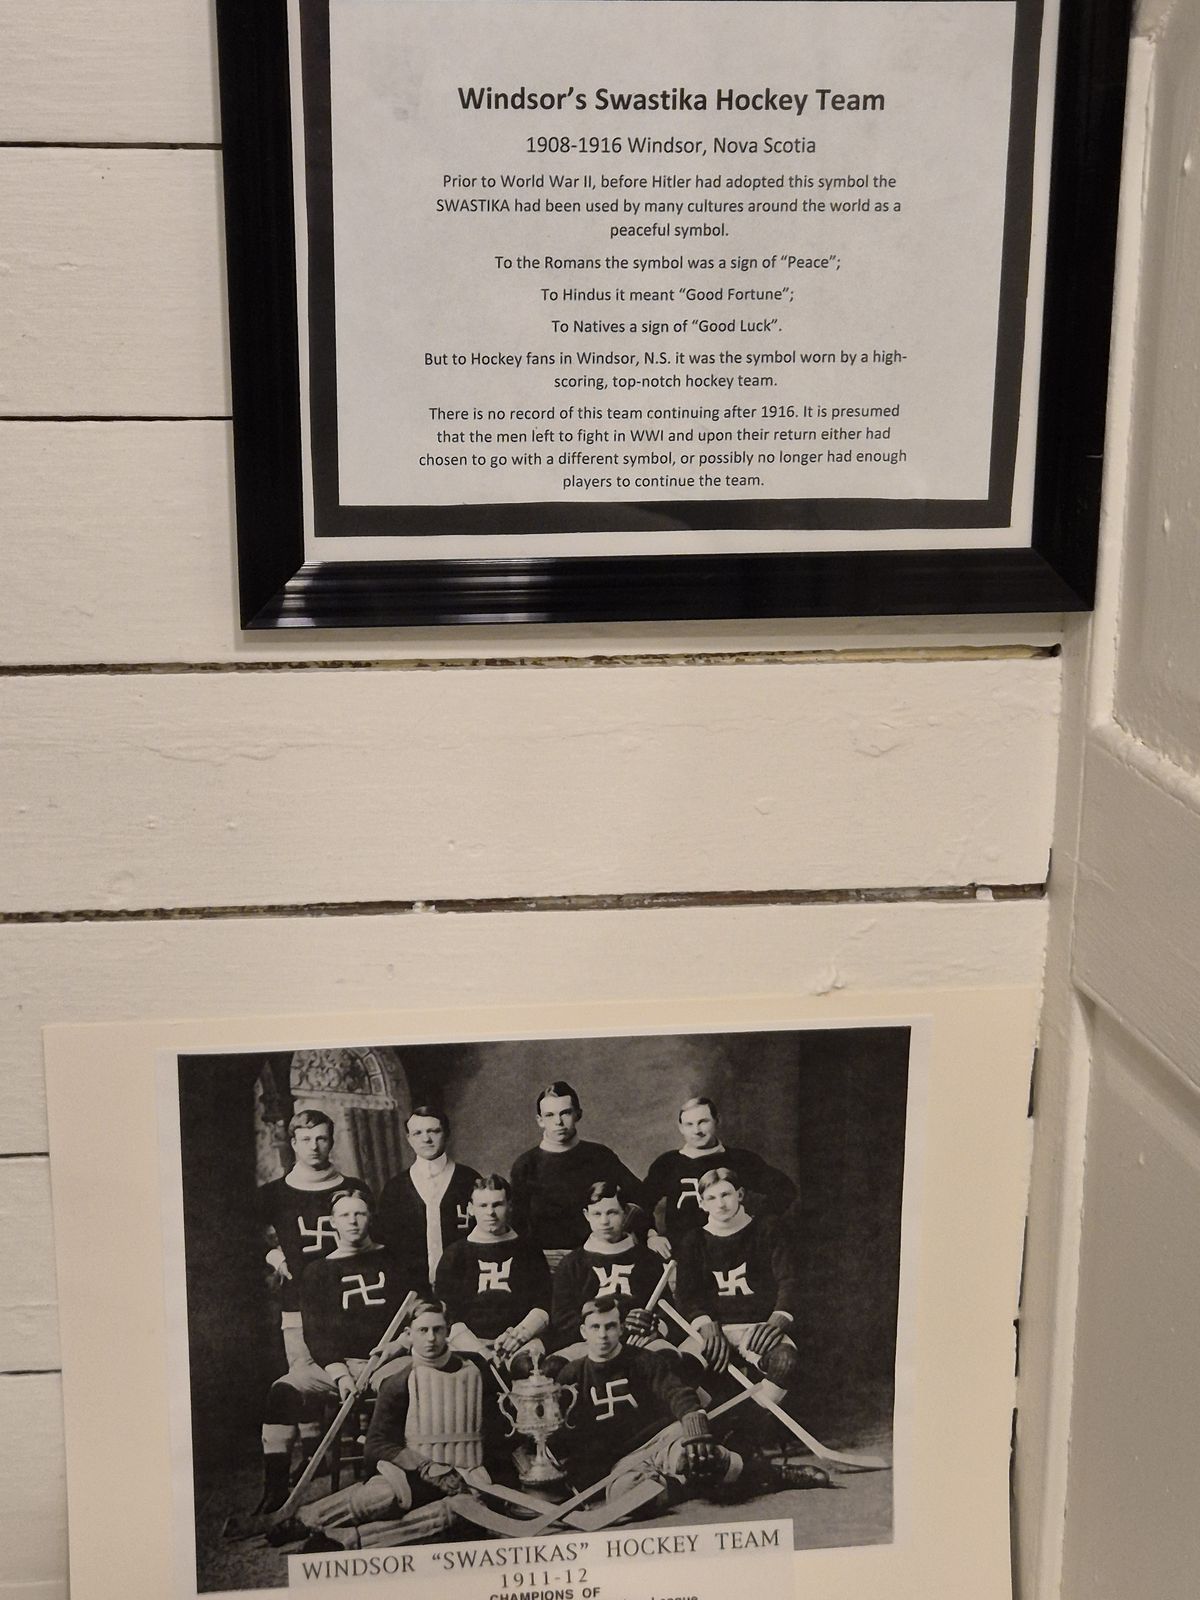 Windsor's Swastika Hockey Team
1908-1916 Windsor, Nova Scotia
Prior to World War II, before Hitler had adopted this symbol the
SWASTIKA had been used by many cultures around the world as a
peaceful symbol.
To the Romans the symbol was a sign of “Peace”;
To Hindus it meant “Good Fortune”;
To Natives a sign of “Good Luck”.
But to Hockey fans in Windsor, N.S. it was the symbol worn by a high-
scoring, top-notch hockey team.
There is no record of this team continuing after 1916. It is presumed
that the men left to fight in WWI and upon their return either had
chosen to go with a different symbol, or possibly no longer had enough
players to continue the team.
WINDSOR “SWASTIKAS” HOCKEY TEAM
1911-12
CHAMPIONS OF
League